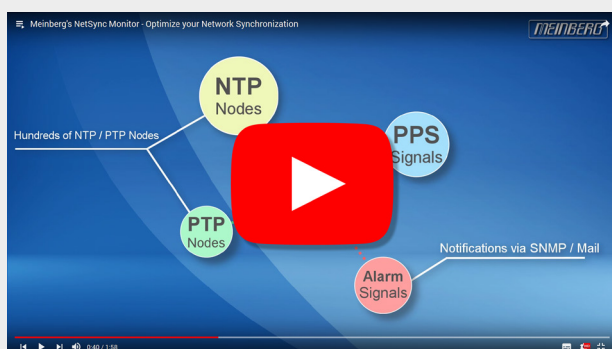 Meinberg's NetSync Monitor - Optimize your Network Synchronization
MEINBERG
NTP
Nodes
Hundreds of NTP / PTP Nodes
PPS
Signals
PTP
Nodes
Notifications via SNMP / Mail
Alarm
Signals
0:40 / 1:58